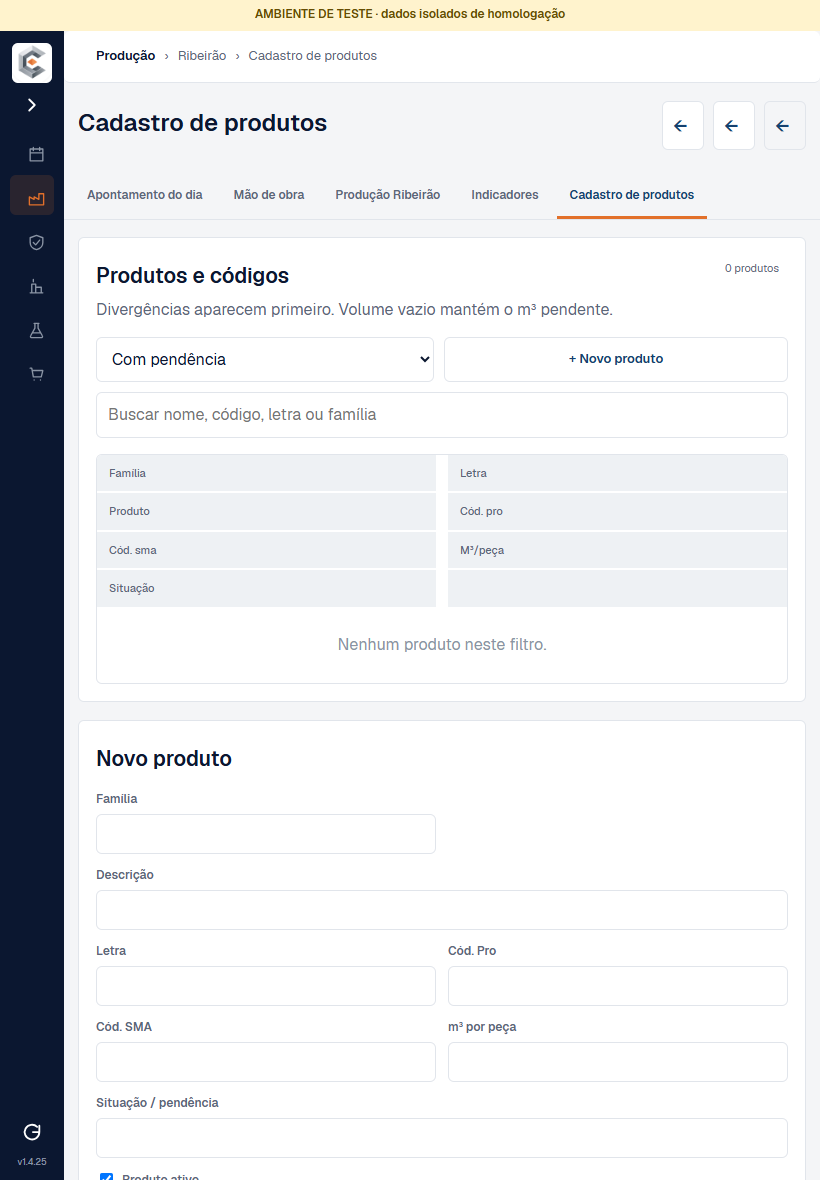 AMBIENTE DE TESTE · dados isolados de homologação
Produção › Ribeirão › Cadastro de produtos
Cadastro de produtos
Apontamento do dia Mão de obra Produção Ribeirão Indicadores Cadastro de produtos
Produtos e códigos
0 produtos
Divergências aparecem primeiro. Volume vazio mantém o m³ pendente.
Com pendência
+ Novo produto
Buscar nome, código, letra ou família
Família Letra
Produto Cód. pro
Cód. sma M³/peça
Situação
Nenhum produto neste filtro.
Novo produto
Família
Descrição
Letra Cód. Pro
Cód. SMA m³ por peça
Situação / pendência
Produto ativo
v1.4.25